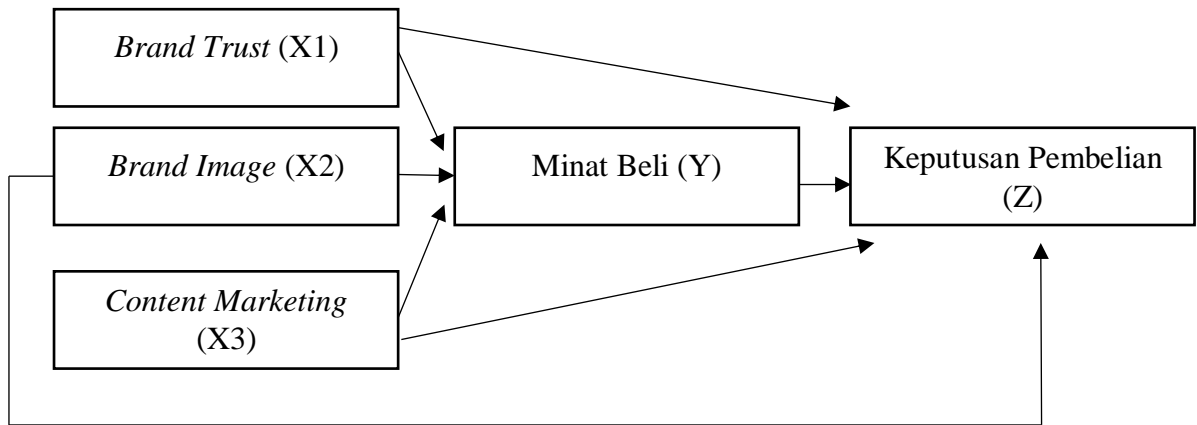 Brand Trust (X1)
Brand Image (X2)
Minat Beli (Y)
Keputusan Pembelian
(Z)
Content Marketing
(X3)